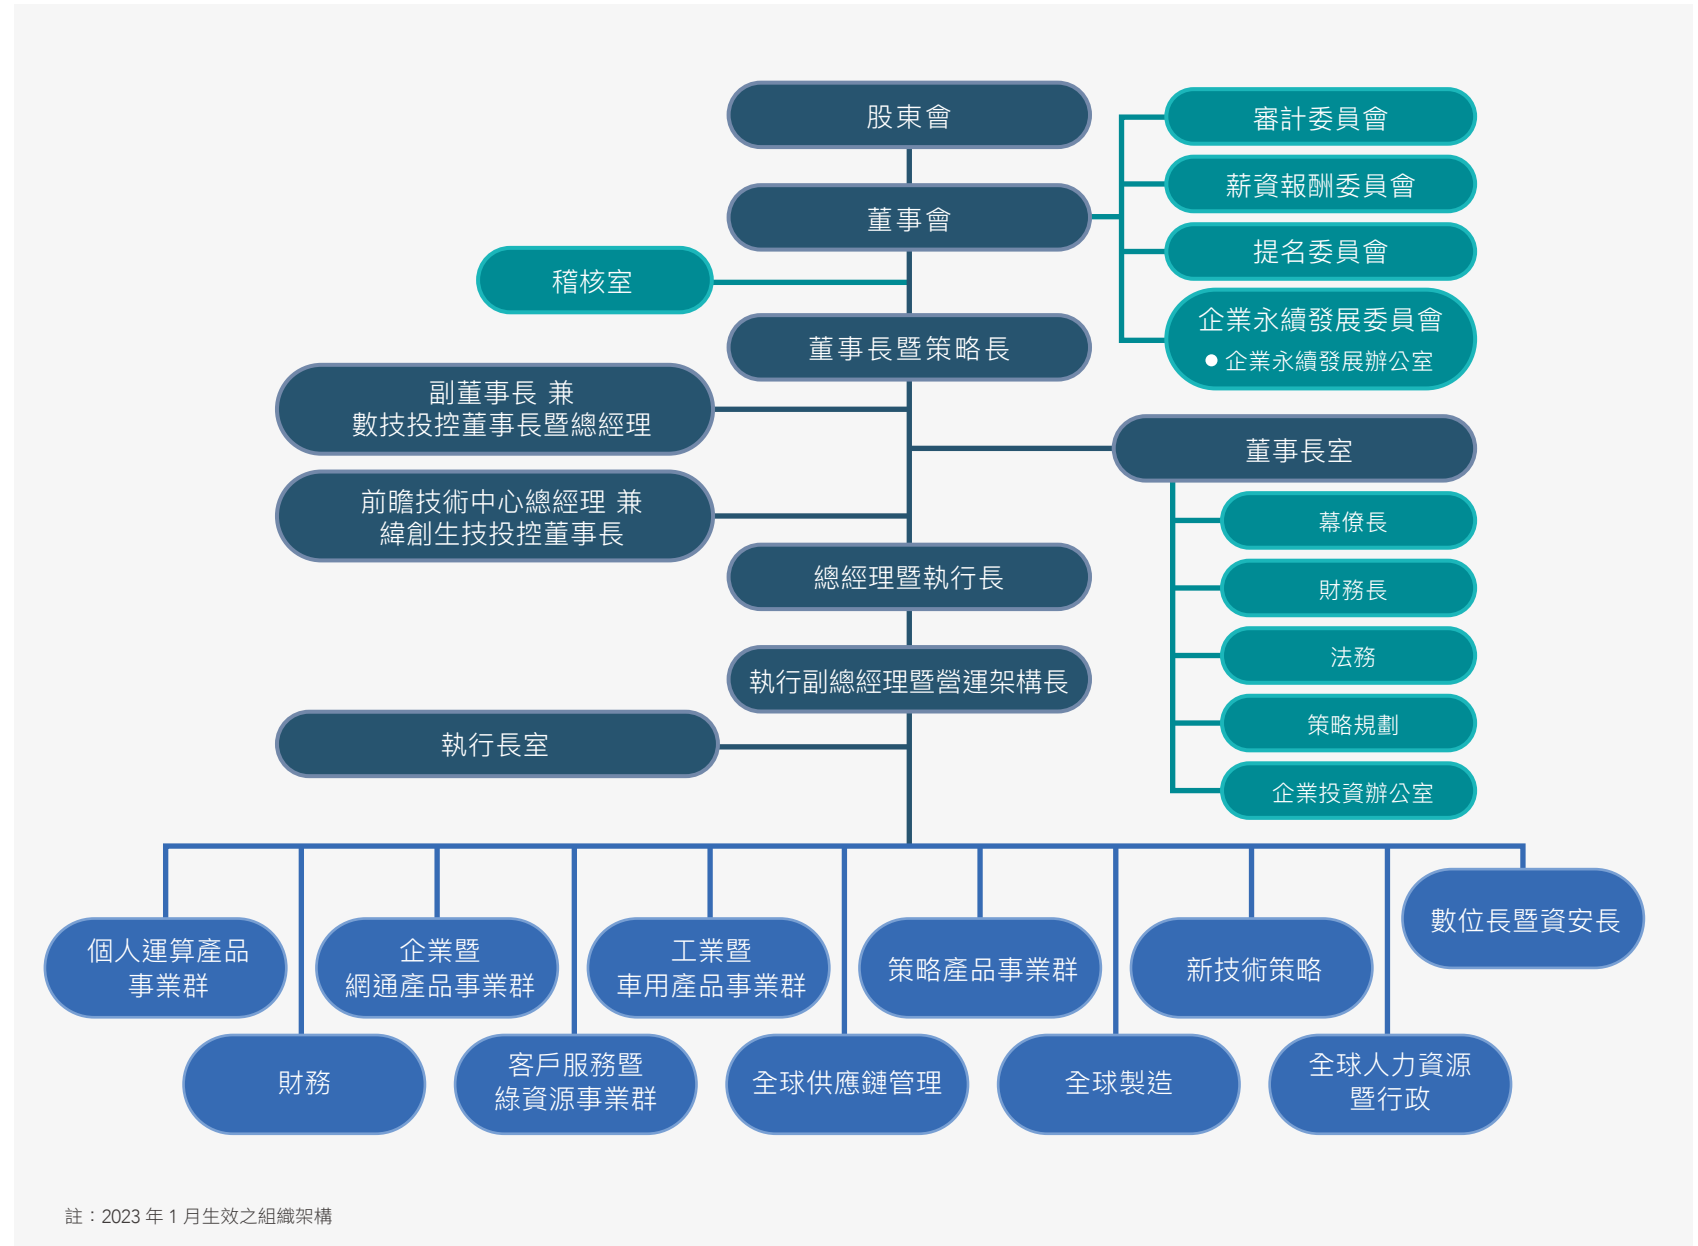 股東會
董事會
審計委員會
薪資報酬委員會
提名委員會
企業永續發展委員會
● 企業永續發展辦公室
稽核室
董事長暨策略長
副董事長 兼
數技投控董事長暨總經理
董事長室
前瞻技術中心總經理 兼
緯創生技投控董事長
幕僚長
財務長
法務
策略規劃
企業投資辦公室
總經理暨執行長
執行副總經理暨營運架構長
執行長室
個人運算產品
事業群
企業暨
網通產品事業群
工業暨
車用產品事業群
策略產品事業群
新技術策略
數位長暨資安長
財務
客戶服務暨
綠資源事業群
全球供應鏈管理
全球製造
全球人力資源
暨行政
註：2023 年 1 月生效之組織架構